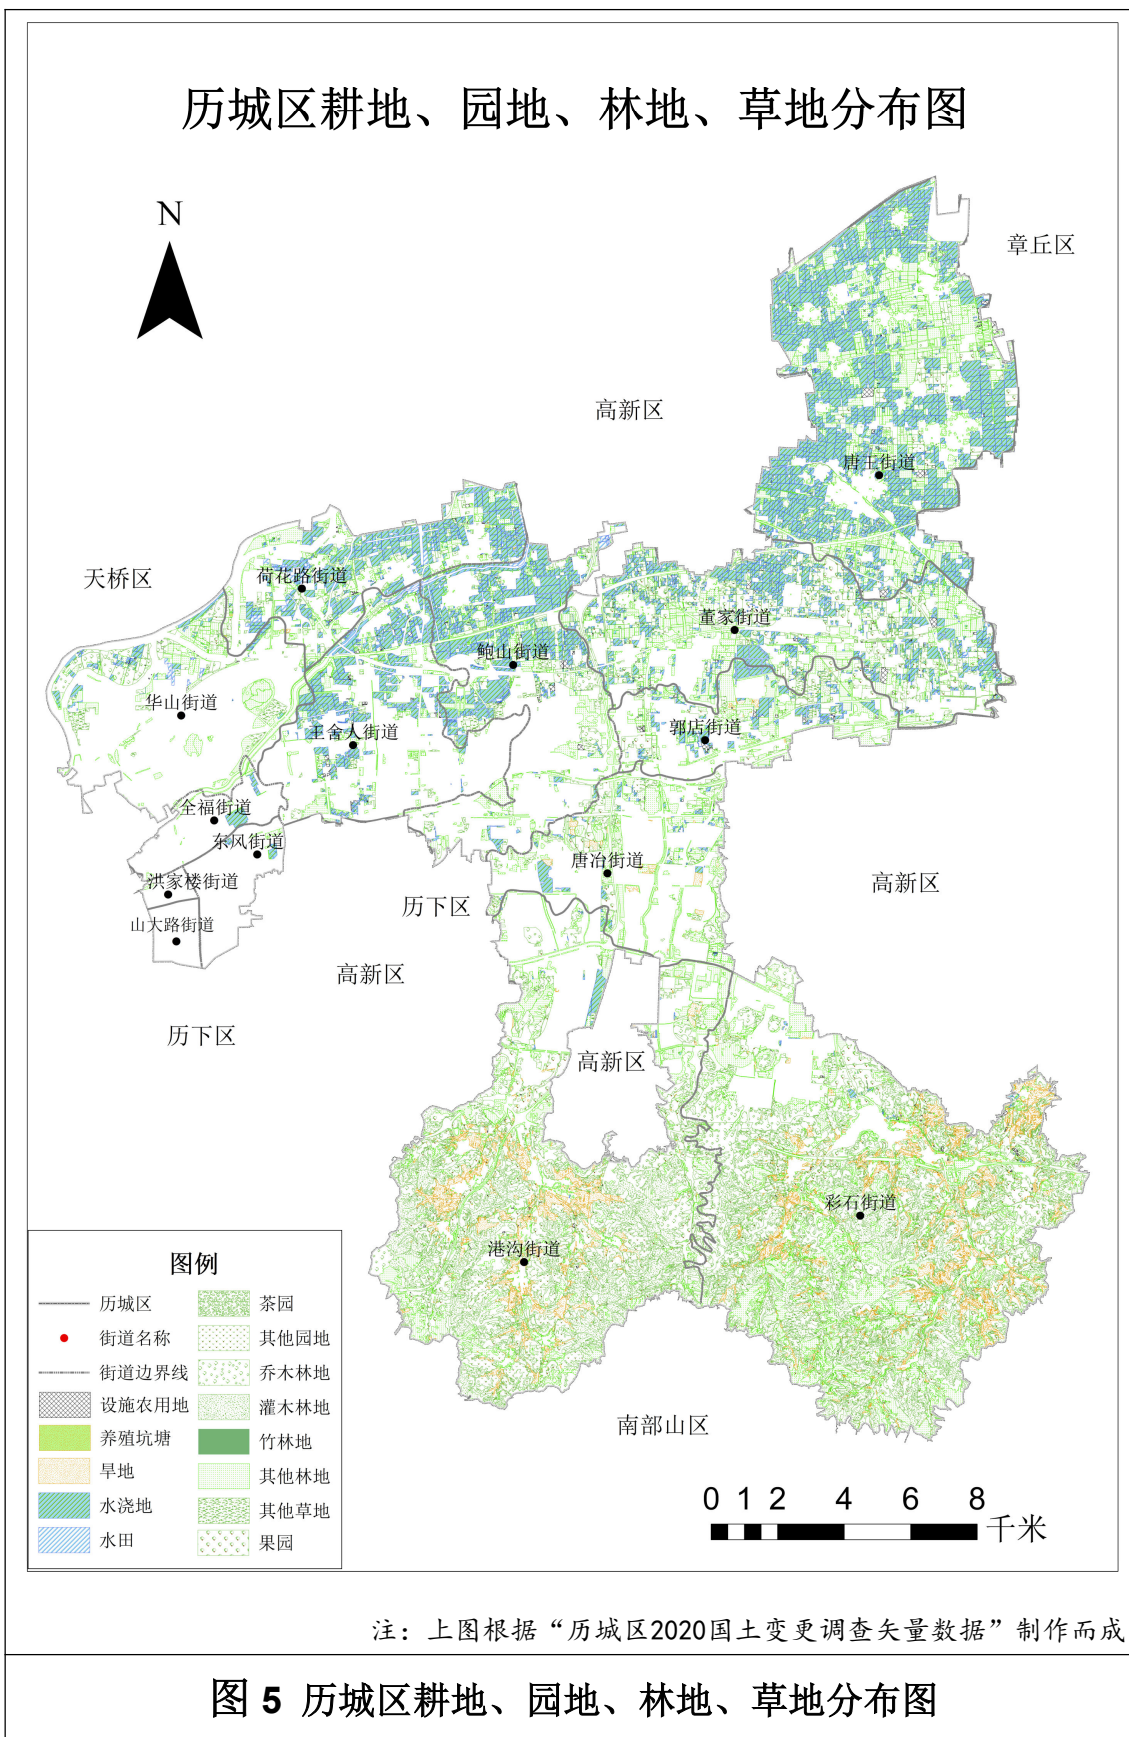 历城区耕地、园地、林地、草地分布图
N
章丘区
高新区
唐王街道
天桥区
荷花路街道
董家街道
鲍山街道
华山街道
王舍人街道
郭店街道
全福街道
东风街道
唐冶街道
洪家楼街道
高新区
历下区
山大路街道
高新区
历下区
高新区
彩石街道
港沟街道
图例
历城区
茶园
街道名称
其他园地
街道边界线
乔木林地
设施农用地
灌木林地
养殖坑塘
竹林地
旱地
其他林地
水浇地
其他草地
水田
果园
南部山区
0 1 2 4 6 8
千米
注：上图根据“历城区2020国土变更调查矢量数据”制作而成
图 5 历城区耕地、园地、林地、草地分布图